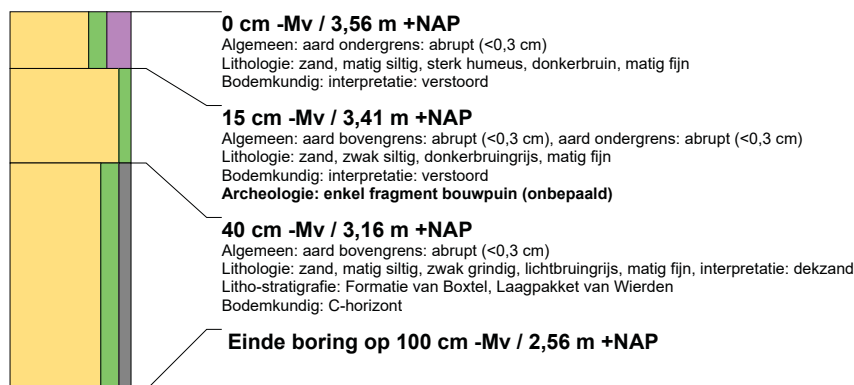 0 cm -Mv / 3,56 m +NAP
Algemeen: aard ondergrens: abrupt (<0,3 cm)
Lithologie: zand, matig siltig, sterk humeus, donkerbruin, matig fijn
Bodemkundig: interpretatie: verstoord
15 cm -Mv / 3,41 m +NAP
Algemeen: aard bovengrens: abrupt (<0,3 cm), aard ondergrens: abrupt (<0,3 cm)
Lithologie: zand, zwak siltig, donkerbruingrijs, matig fijn
Bodemkundig: interpretatie: verstoord
Archeologie: enkel fragment bouwpuin (onbepaald)
40 cm -Mv / 3,16 m +NAP
Algemeen: aard bovengrens: abrupt (<0,3 cm)
Lithologie: zand, matig siltig, zwak grindig, lichtbruingrijs, matig fijn, interpretatie: dekzand
Litho-stratigrafie: Formatie van Boxtel, Laagpakket van Wierden
Bodemkundig: C-horizont
Einde boring op 100 cm -Mv / 2,56 m +NAP